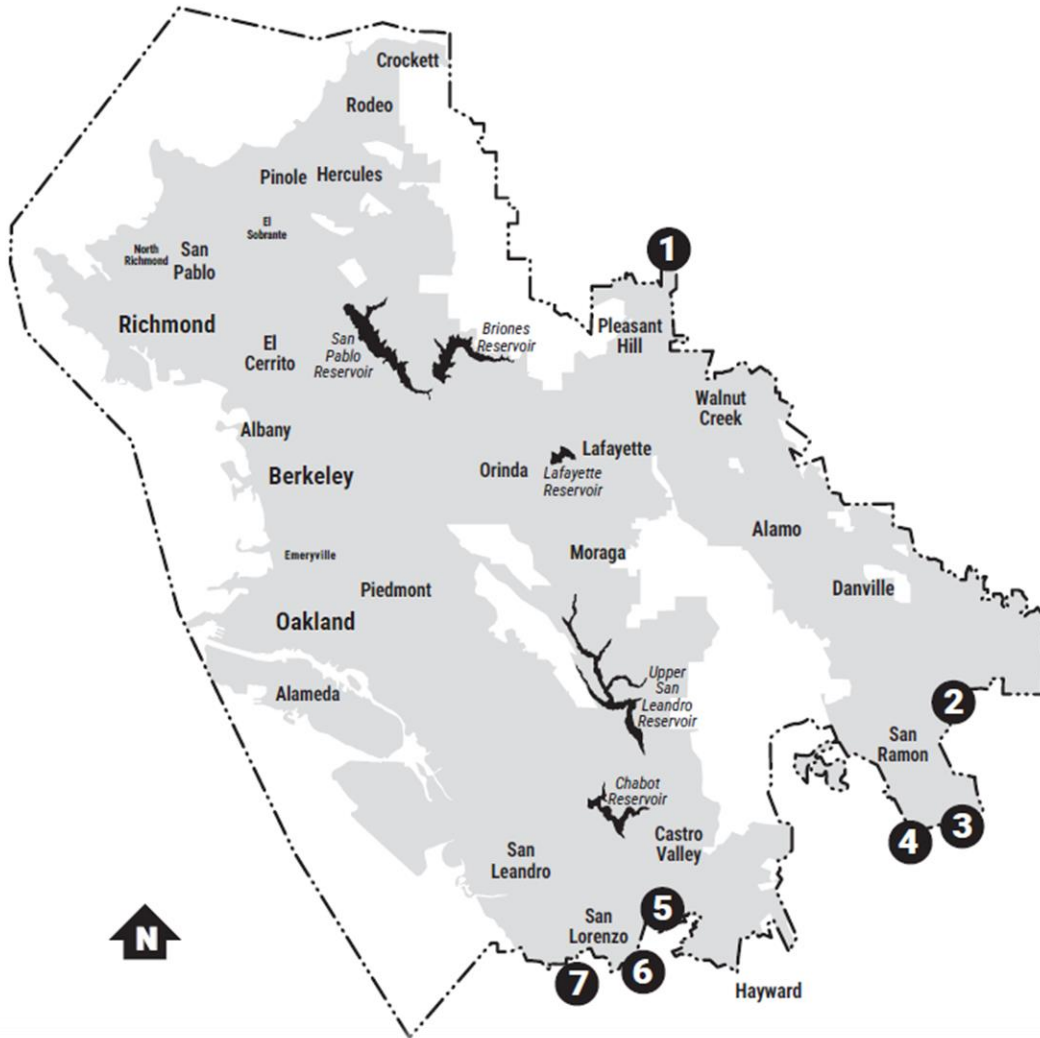 Crockett
Rodeo
Pinole
Hercules
El
Sobrante
North
Richmond
San
Pablo
1
Richmond
El
Cerrito
San
Pablo
Reservoir
Briones
Reservoir
Pleasant
Hill
Walnut
Creek
Albany
Berkeley
Orinda
Lafayette
Lafayette
Reservoir
Alamo
Emeryville
Moraga
Piedmont
Danville
Oakland
Alameda
Upper
San
Leandro
Reservoir
2
San
Ramon
Chabot
Reservoir
3
4
Castro
Valley
San
Leandro
5
San
Lorenzo
N
6
7
Hayward